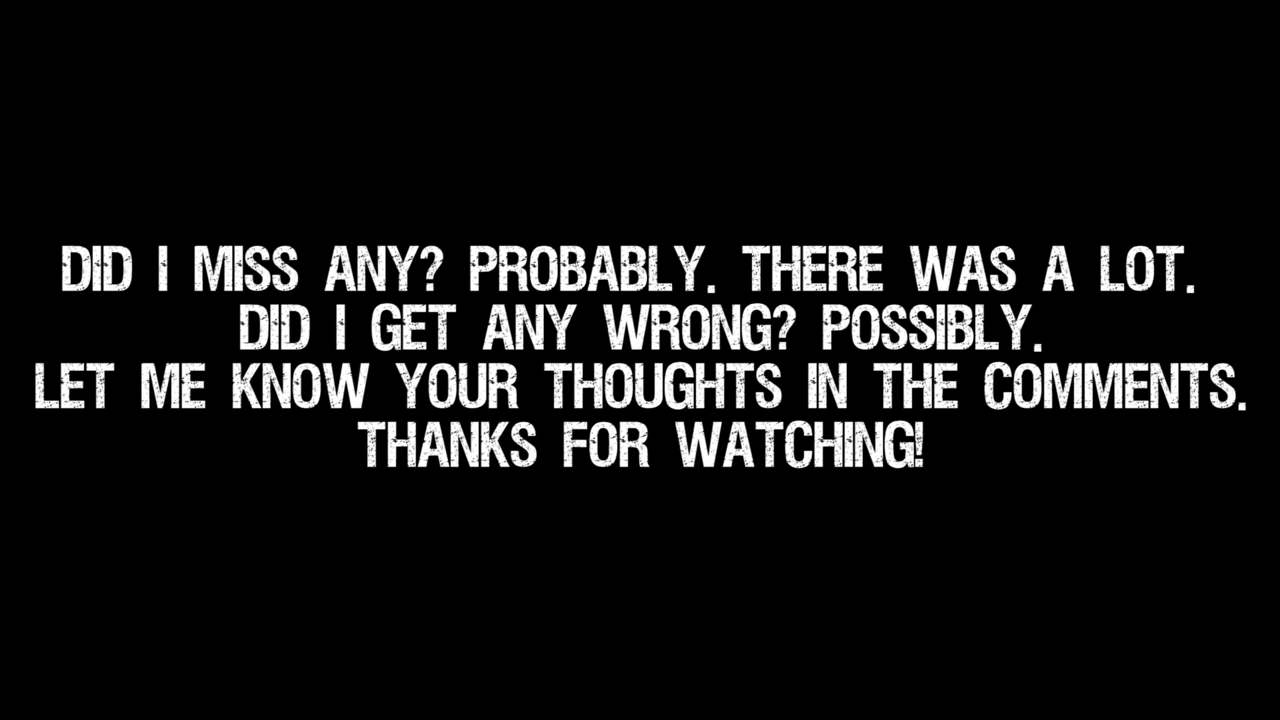 DID I MISS ANY? PROBABLY. THERE WAS A LOT.
DID I GET ANY WRONG? POSSIBLY.
LET ME KNOW YOUR THOUGHTS IN THE COMMENTS.
THANKS FOR WATCHING!